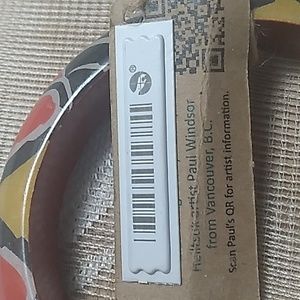 ®
artist Paul Windsor
from Vancouver, B.C.
Scan Paul's QR for artist information.